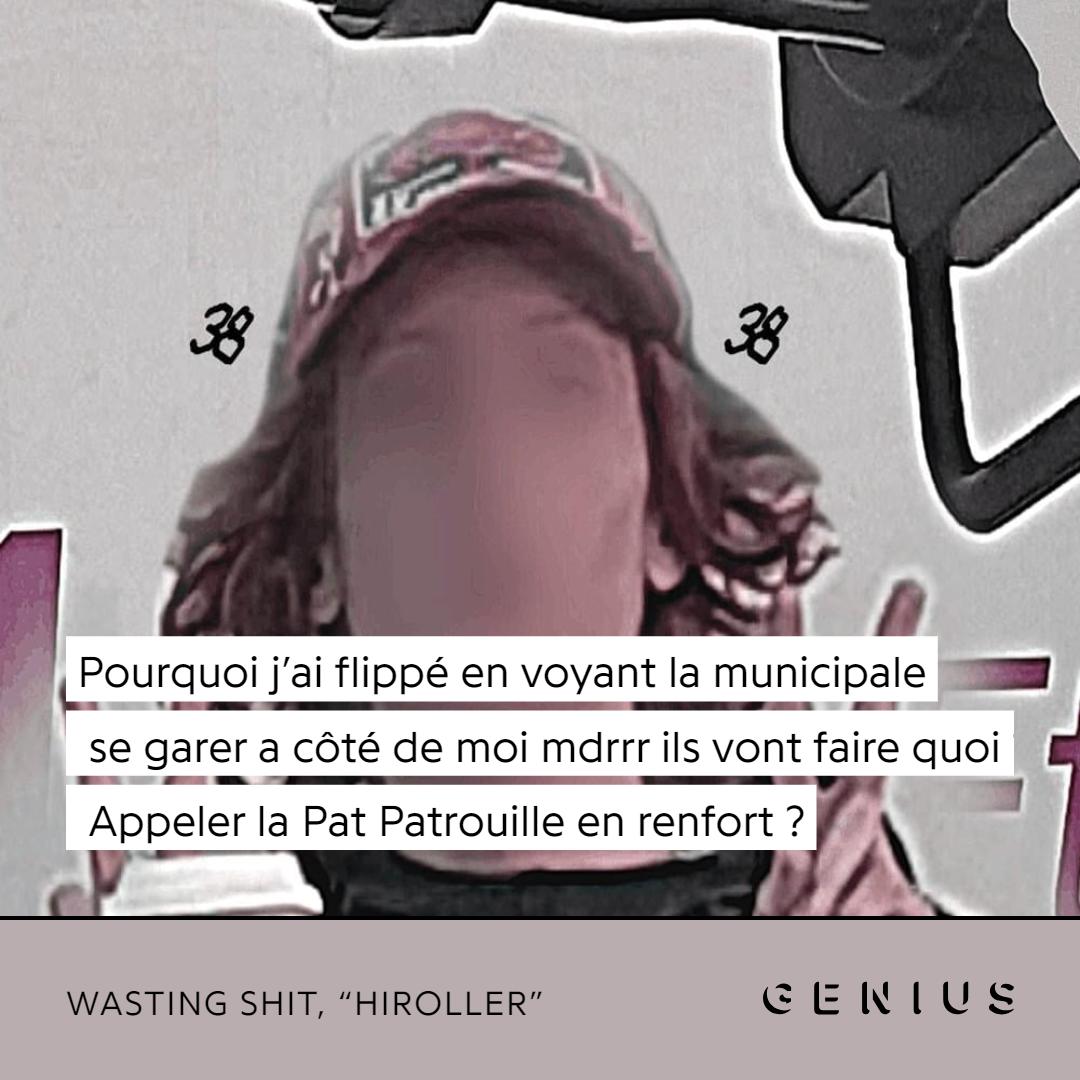 38 38
Pourquoi j’ai flippé en voyant la municipale
se garer a côté de moi mdrrr ils vont faire quoi
Appeler la Pat Patrouille en renfort ?
WASTING SHIT, “HIROLLER”
GENIUS